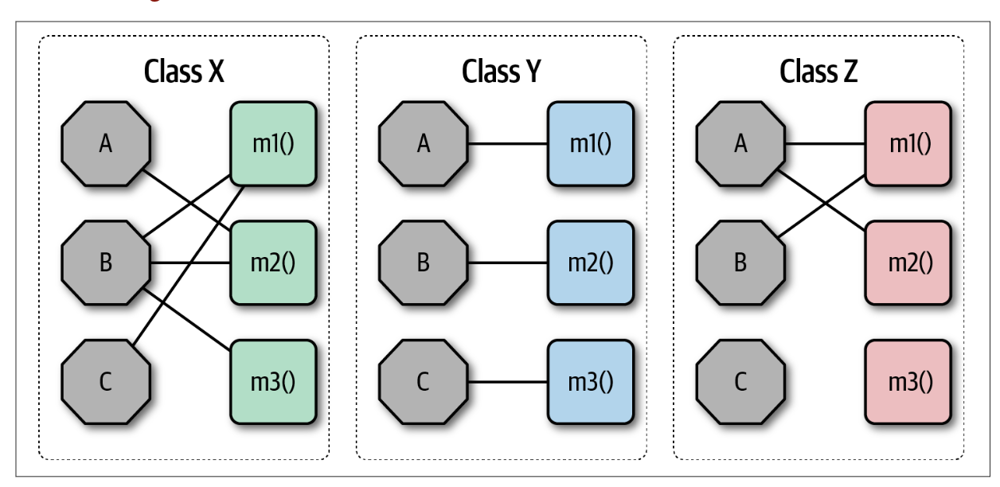 Class X
A
m1()
B
m2()
C
m3()
Class Y
A
m1()
B
m2()
C
m3()
Class Z
A
m1()
B
m2()
C
m3()